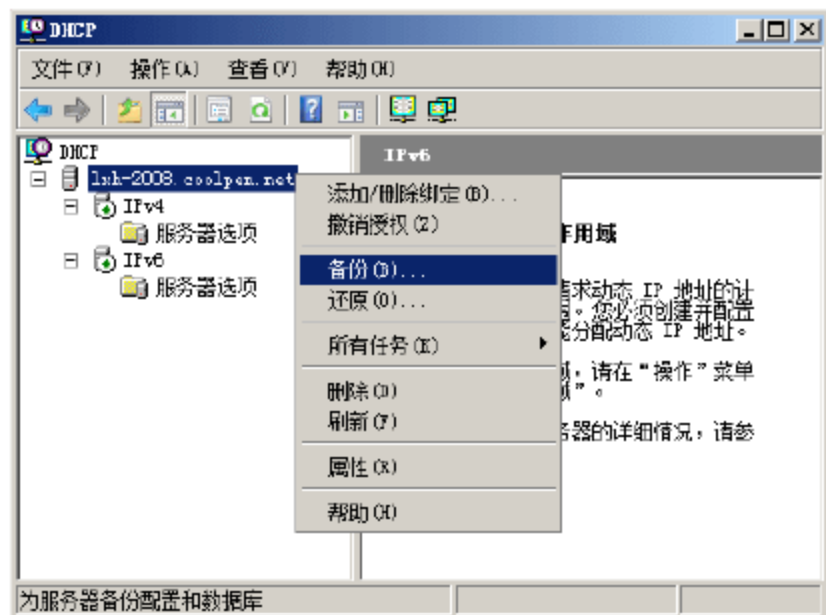 DHCP
文件(F) 操作(A) 查看(V) 帮助(H)
DHCP
lxh-2008.coolpen.net
IPv4
服务器选项
IPv6
服务器选项
IPv6
作用域
请求动态 IP 地址的计
。您必须创建并配置
能分配动态 IP 地址。
域,请在“操作”菜单
域”。
务器的详细情况,请参
添加/删除绑定(B)...
撤销授权(Z)
备份(B)...
还原(O)...
所有任务(K)
删除(D)
刷新(F)
属性(R)
帮助(H)
为服务器备份配置和数据库